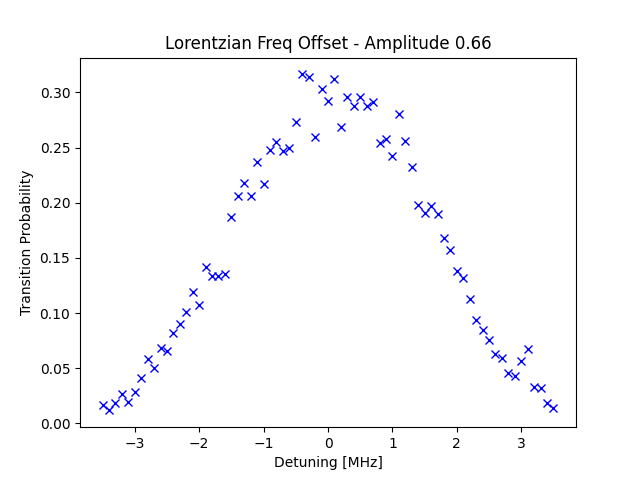 Lorentzian Freq Offset - Amplitude 0.66
0.30
0.25
0.20
0.15
0.10
0.05
0.00
Transition Probability
−3 −2 −1 0 1 2 3
Detuning [MHz]